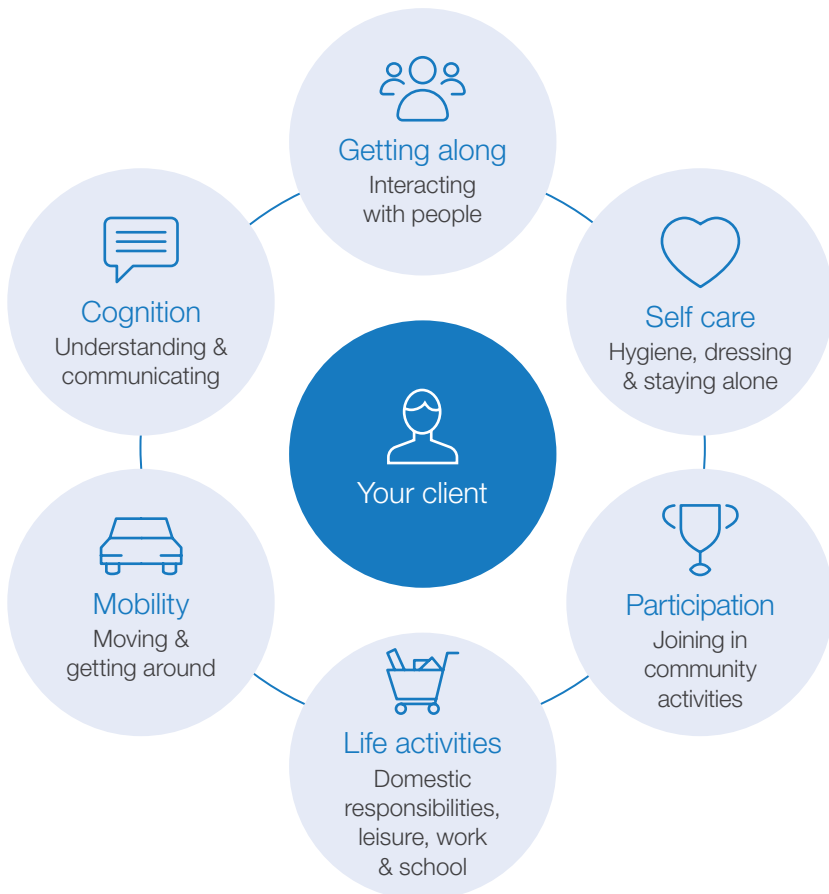 Getting along
Interacting
with people
Cognition
Understanding &
communicating
Self care
Hygiene, dressing
& staying alone
Your client
Mobility
Moving &
getting around
Participation
Joining in
community
activities
Life activities
Domestic
responsibilities,
leisure, work
& school